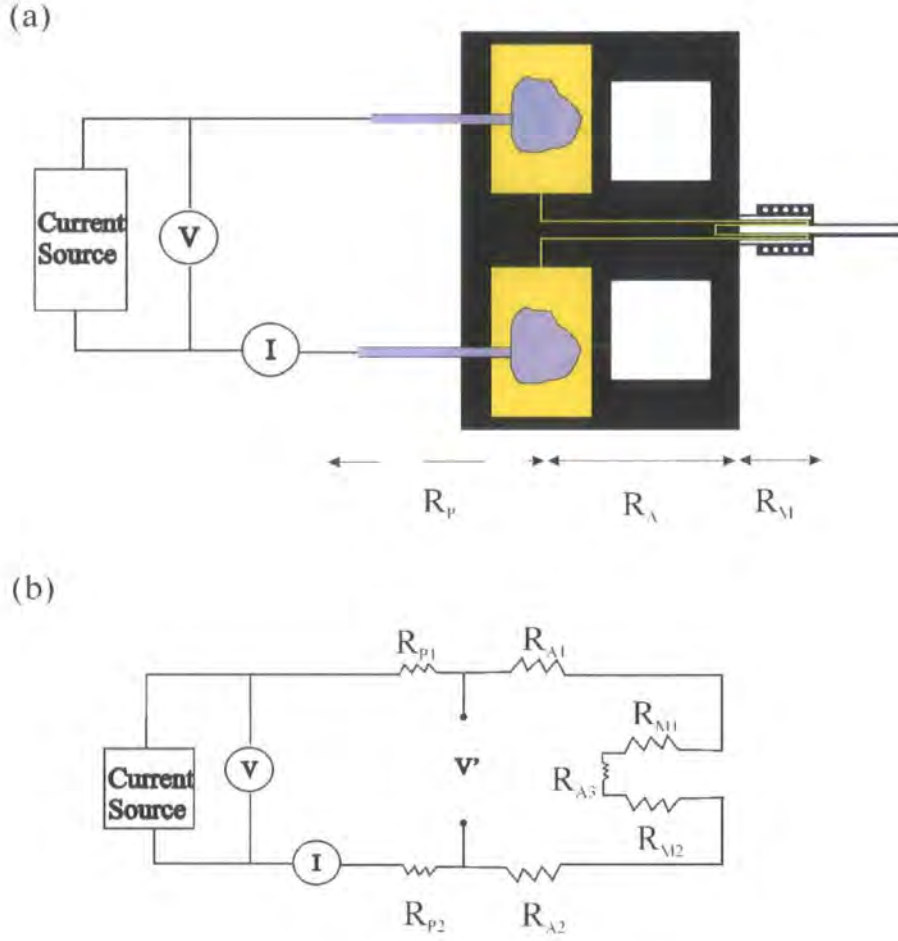 (a)
Current
Source
V
I
R_P
R_A
R_M
(b)
R_P1
R_A1
R_M1
Current
Source
V
V'
R_A3
R_M2
I
R_P2
R_A2